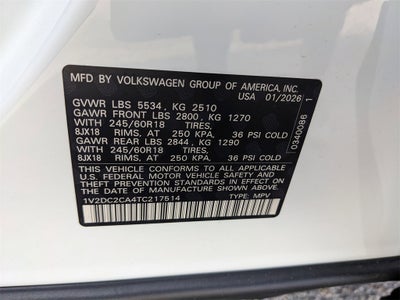 MFD BY VOLKSWAGEN GROUP OF AMERICA, INC.
USA 01/2026
GVWR LBS 5534, KG 2510
GAWR FRONT LBS 2800, KG 1270
WITH 245/60R18 TIRES,
8JX18 RIMS, AT 250 KPA, 36 PSI COLD
GAWR REAR LBS 2844, KG 1290
WITH 245/60R18 TIRES,
8JX18 RIMS, AT 250 KPA, 36 PSI COLD
THIS VEHICLE CONFORMS TO ALL APPLICABLE
U.S. FEDERAL MOTOR VEHICLE SAFETY AND
THEFT PREVENTION STANDARDS IN EFFECT ON
THE DATE OF MANUFACTURE SHOWN ABOVE.
1V2DC2CA4TC217514 TYPE: MPV
0340086 1